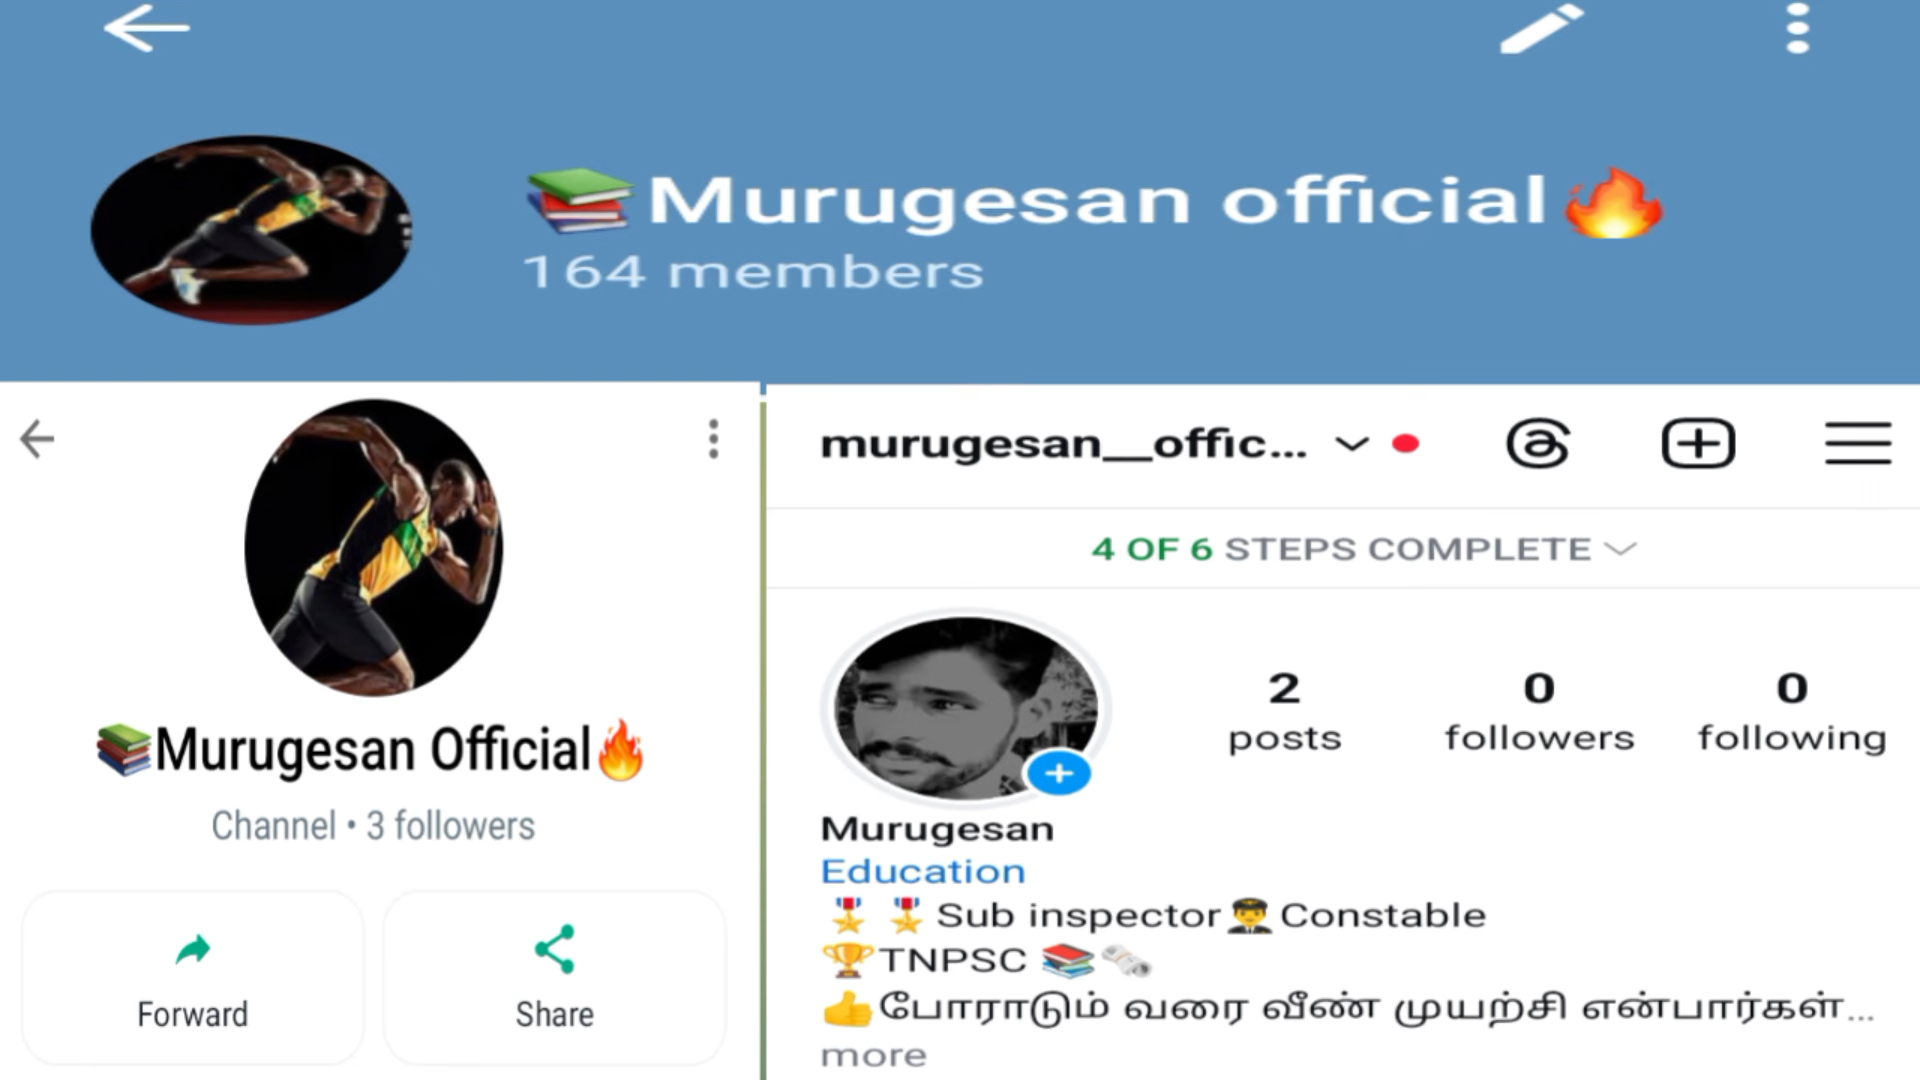 📚Murugesan official🔥
164 members
📚Murugesan Official🔥
Channel • 3 followers
Forward
Share
murugesan__offic...
4 OF 6 STEPS COMPLETE
2 0 0
posts followers following
Murugesan
Education
🎖️ 🎖️ Sub inspector👨‍✈️Constable
🏆TNPSC 📚🗞️
👍போராடும் வரை வீண் முயற்சி என்பார்கள்...
more